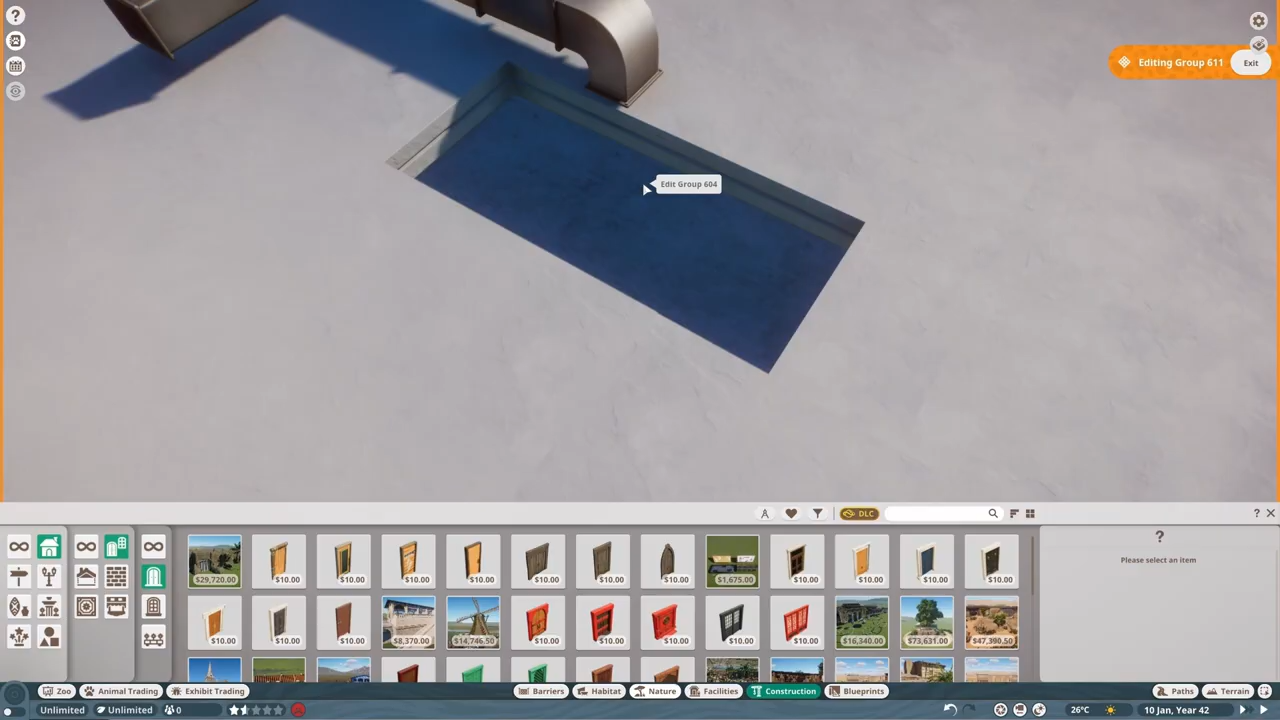 ?
Editing Group 611
Exit
Edit Group 604
DLC
?
$29,720.00
$10.00
$10.00
$10.00
$10.00
$10.00
$10.00
$10.00
$1,675.00
$10.00
$10.00
$10.00
$10.00
?
Please select an item
$10.00
$10.00
$10.00
$8,370.00
$14,746.50
$10.00
$10.00
$10.00
$10.00
$10.00
$16,340.00
$73,631.00
$47,390.50
Zoo
Animal Trading
Exhibit Trading
Barriers
Habitat
Nature
Facilities
Construction
Blueprints
Paths
Terrain
Unlimited
Unlimited
0
26°C
10 Jan, Year 42